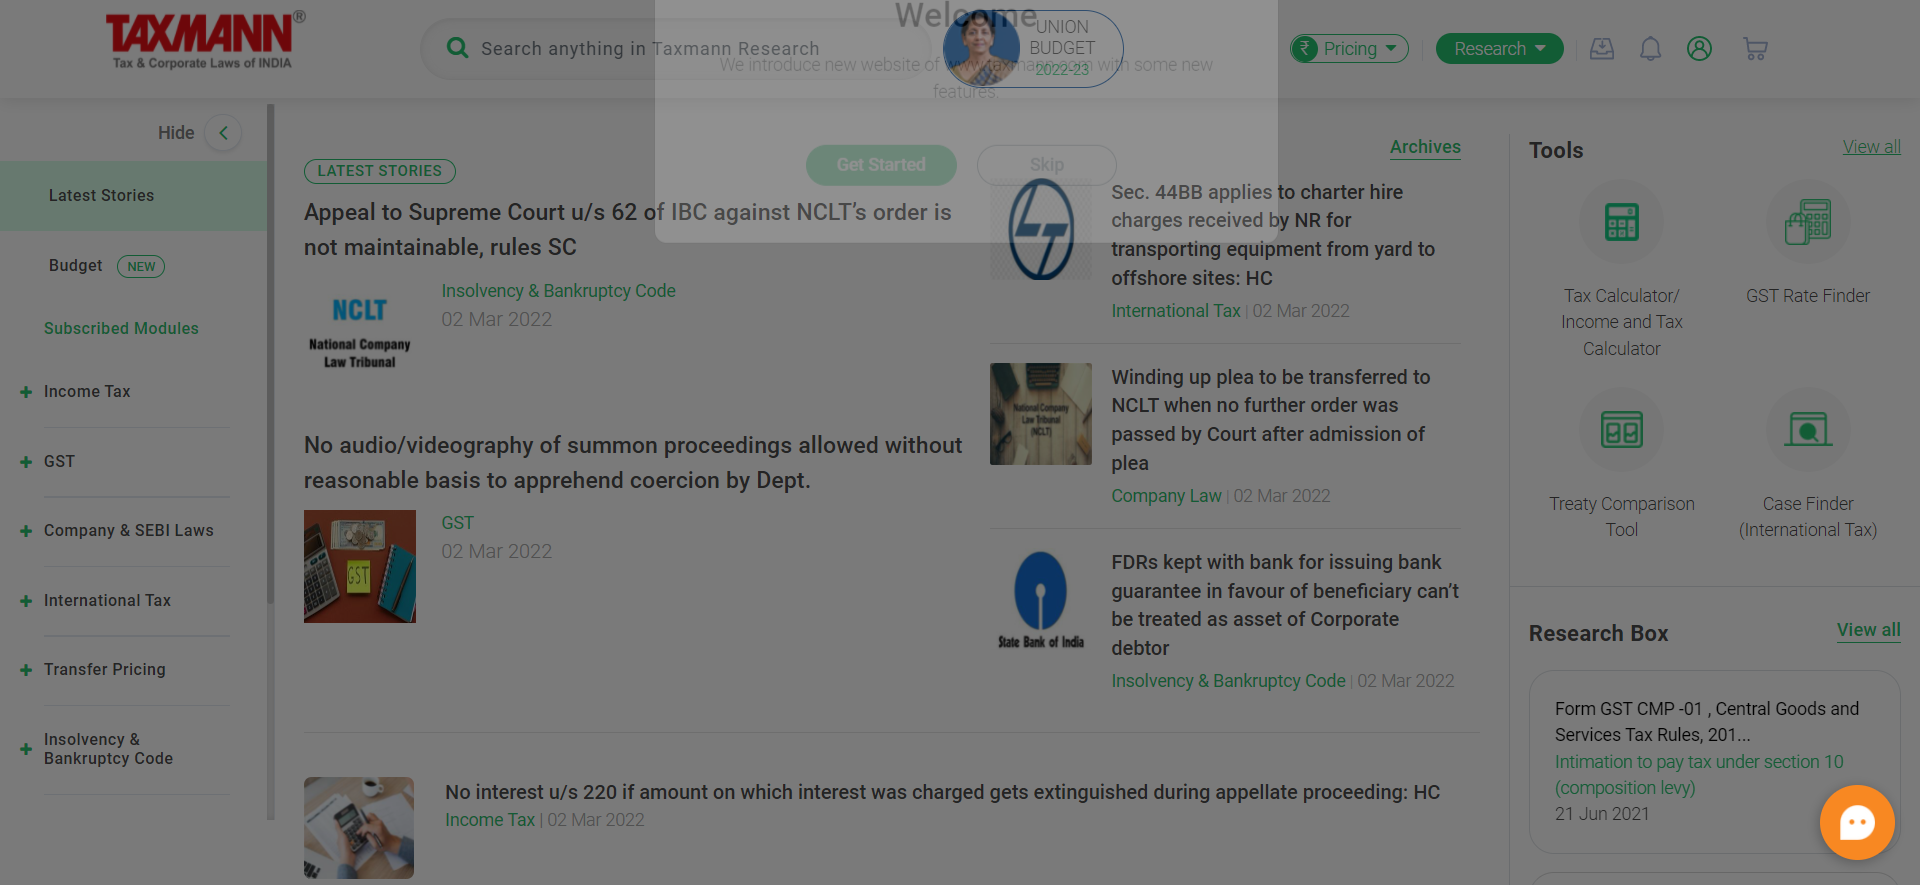 TAXMANN®
Tax & Corporate Laws of INDIA
Search anything in Taxmann Research
Welcome
We introduce new website of www.taxmann.com with some new
features.
Get Started
Skip
UNION
BUDGET
2022-23
Pricing
Research
Hide
Latest Stories
Budget NEW
Subscribed Modules
Income Tax
GST
Company & SEBI Laws
International Tax
Transfer Pricing
Insolvency &
Bankruptcy Code
LATEST STORIES
Archives
Appeal to Supreme Court u/s 62 of IBC against NCLT’s order is
not maintainable, rules SC
NCLT
National Company
Law Tribunal
Insolvency & Bankruptcy Code
02 Mar 2022
No audio/videography of summon proceedings allowed without
reasonable basis to apprehend coercion by Dept.
GST
GST
02 Mar 2022
Sec. 44BB applies to charter hire
charges received by NR for
transporting equipment from yard to
offshore sites: HC
International Tax | 02 Mar 2022
National Company
Law Tribunal
(NCLT)
Winding up plea to be transferred to
NCLT when no further order was
passed by Court after admission of
plea
Company Law | 02 Mar 2022
State Bank of India
FDRs kept with bank for issuing bank
guarantee in favour of beneficiary can’t
be treated as asset of Corporate
debtor
Insolvency & Bankruptcy Code | 02 Mar 2022
No interest u/s 220 if amount on which interest was charged gets extinguished during appellate proceeding: HC
Income Tax | 02 Mar 2022
Tools
View all
Tax Calculator/
Income and Tax
Calculator
GST Rate Finder
Treaty Comparison
Tool
Case Finder
(International Tax)
Research Box
View all
Form GST CMP -01 , Central Goods and
Services Tax Rules, 201...
Intimation to pay tax under section 10
(composition levy)
21 Jun 2021